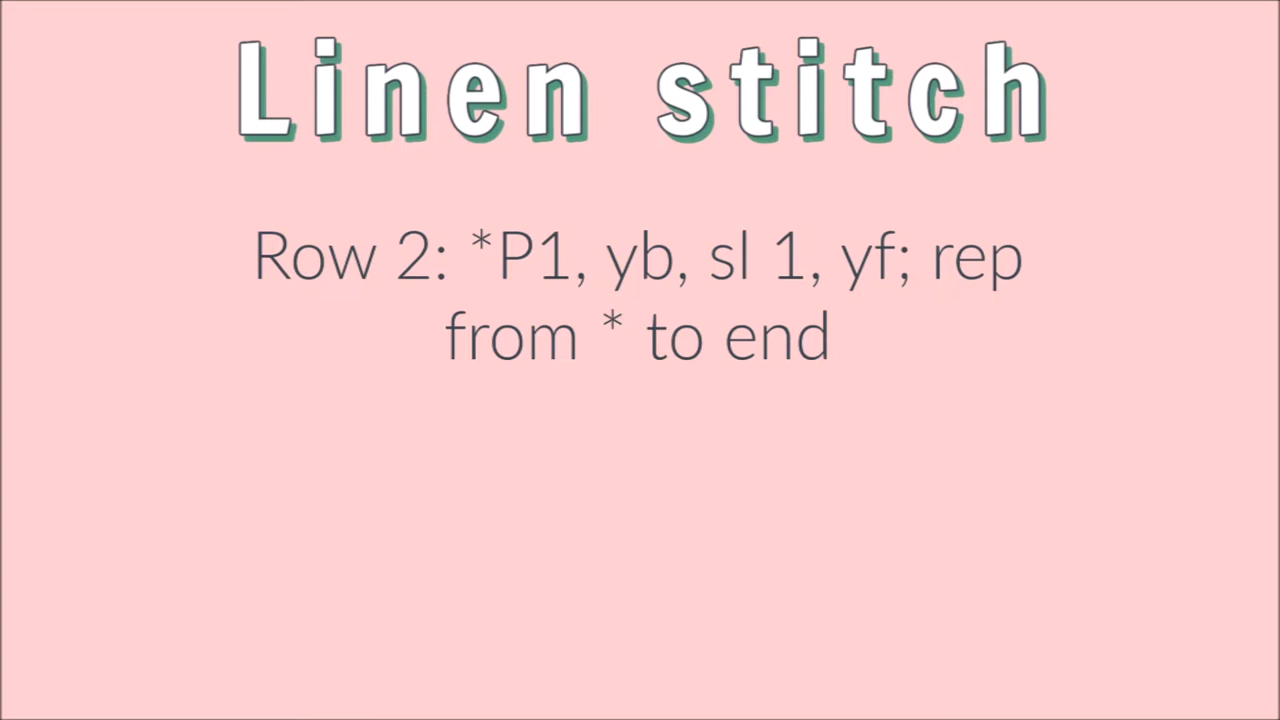 Linen stitch
Row 2: *P1, yb, sl 1, yf; rep
from * to end